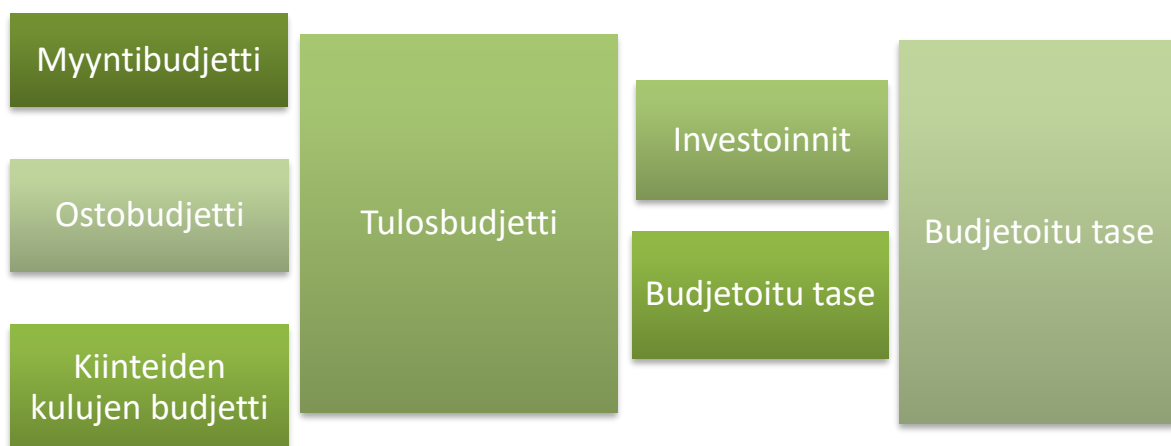 Myyntibudjetti
Ostobudjetti
Kiinteiden
kulujen budjetti
Tulosbudjetti
Investoinnit
Budjetoitu tase
Budjetoitu tase